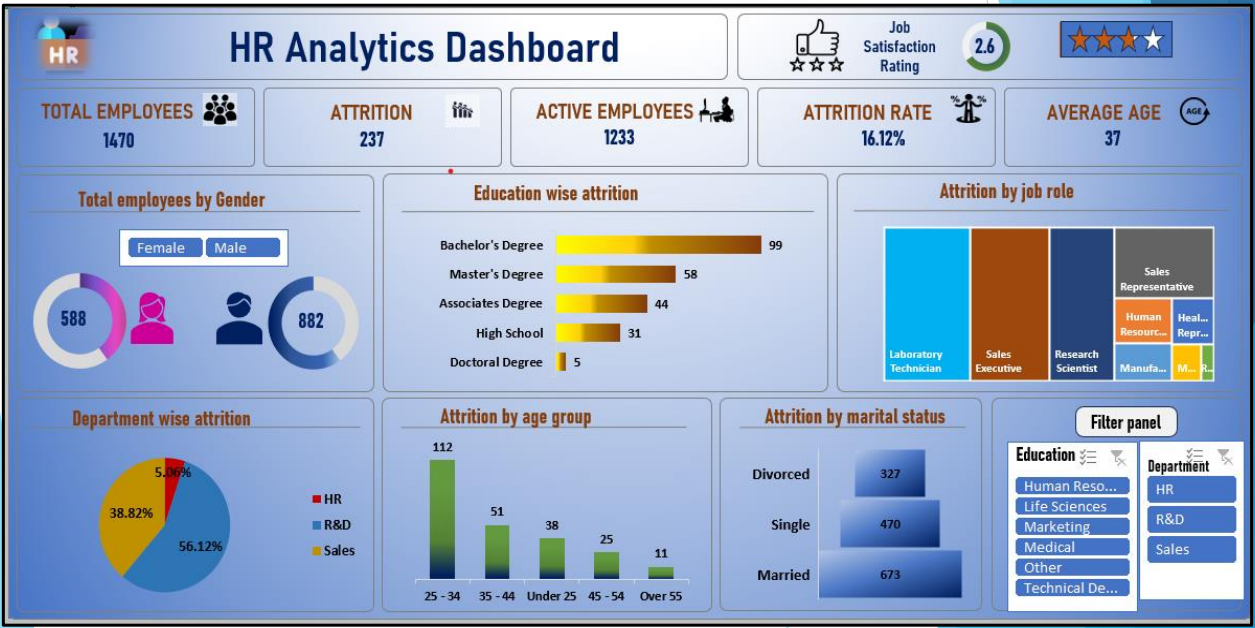 HR
HR Analytics Dashboard
Job
Satisfaction
Rating
2.6
TOTAL EMPLOYEES
1470
ATTRITION
237
ACTIVE EMPLOYEES
1233
ATTRITION RATE
% %
16.12%
AVERAGE AGE
AGE
37
Total employees by Gender
Female
Male
588
882
Education wise attrition
Bachelor's Degree
99
Master's Degree
58
Associates Degree
44
High School
31
Doctoral Degree
5
Attrition by job role
Laboratory
Technician
Sales
Executive
Research
Scientist
Sales
Representative
Human
Resourc...
Heal...
Repr...
Manufa...
M...
R...
Department wise attrition
5.06%
38.82%
56.12%
HR
R&D
Sales
Attrition by age group
112
51
38
25
11
25 - 34
35 - 44
Under 25
45 - 54
Over 55
Attrition by marital status
Divorced
327
Single
470
Married
673
Filter panel
Education
Human Reso...
Life Sciences
Marketing
Medical
Other
Technical De...
Department
HR
R&D
Sales